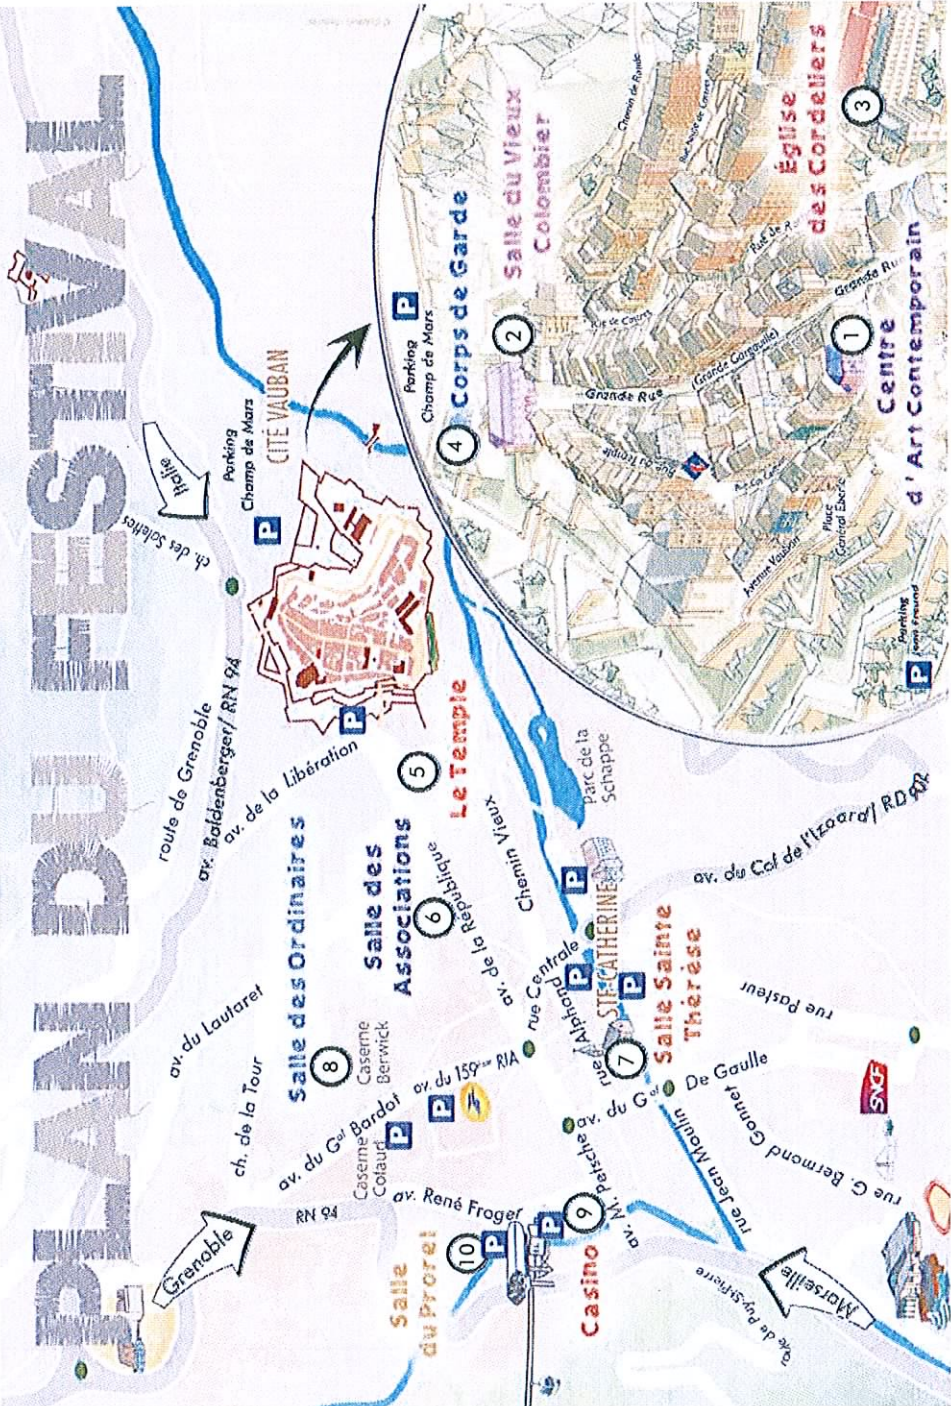 PLAN DU FESTIVAL
Italie
ch. des Salettes
Parking
Champ de Mars
P
CITÉ VAUBAN
route de Grenoble
av. Baldenberger/ RN 94
av. de la Libération
P
5
Le Temple
Salle des Ordinaires
8
Salle des
Associations
6
av. de la République
Chemin Vieux
Parc de la
Schappe
av. du Lautaret
ch. de la Tour
Caserne
Berwick
av. du Gal Bardot
av. du 159ème RIA
Caserne
Colaud
P
P
rue Centrale
P
P
P
STE-CATHERINE
7
Salle Sainte
Thérèse
av. du Col de l'Izoard/ RD 902
rue Pasteur
av. du Gal De Gaulle
SNCF
Grenoble
RN 94
av. René Froger
Salle
du Prorel
10
P
P
9
Casino
av. M. Petsche
rue Jean Moulin
rue G. Bermond Gonnet
route de Puy-St-Pierre
Marseille
Parking
Champ de Mars
P
4
Corps de Garde
2
Salle du Vieux
Colombier
Chemin de Ronde
Église
des Cordeliers
3
Grande Rue
(Grande Gargouille)
Grande Rue
Rue du Temple
1
Centre
d'Art Contemporain
Avenue Vauban
Place
Général Eberlé
Parking
Jean Freund
P